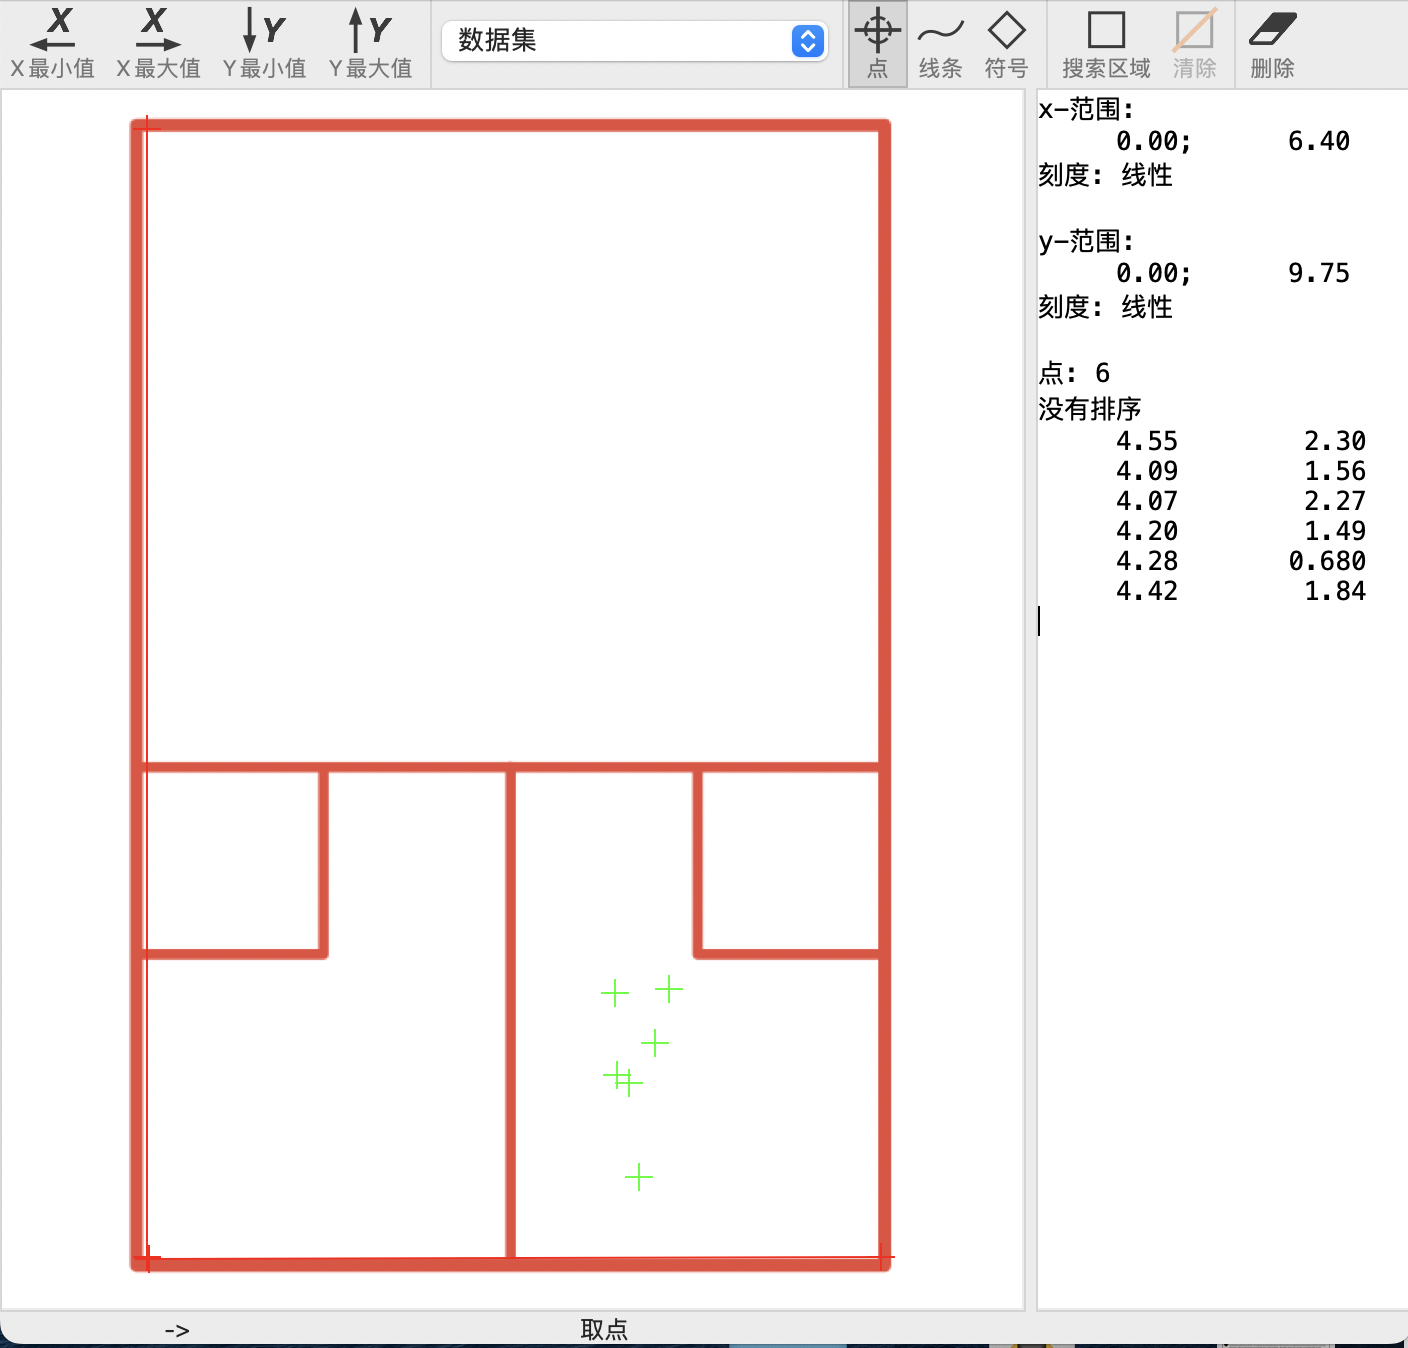 X X Y Y
X 最小值 X 最大值 Y 最小值 Y 最大值 数据集 点 线条 符号 搜索区域 清除 删除
x-范围:
0.00; 6.40
刻度: 线性
y-范围:
0.00; 9.75
刻度: 线性
点: 6
没有排序
4.55 2.30
4.09 1.56
4.07 2.27
4.20 1.49
4.28 0.680
4.42 1.84
-> 取点